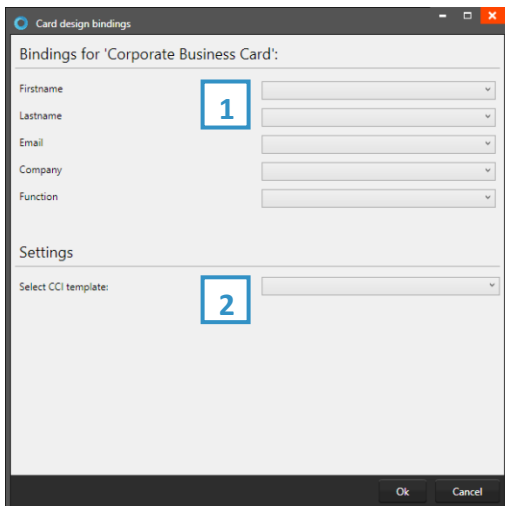 Card design bindings
Bindings for 'Corporate Business Card':
Firstname
1
Lastname
Email
Company
Function
Settings
Select CCI template:
2
Ok Cancel